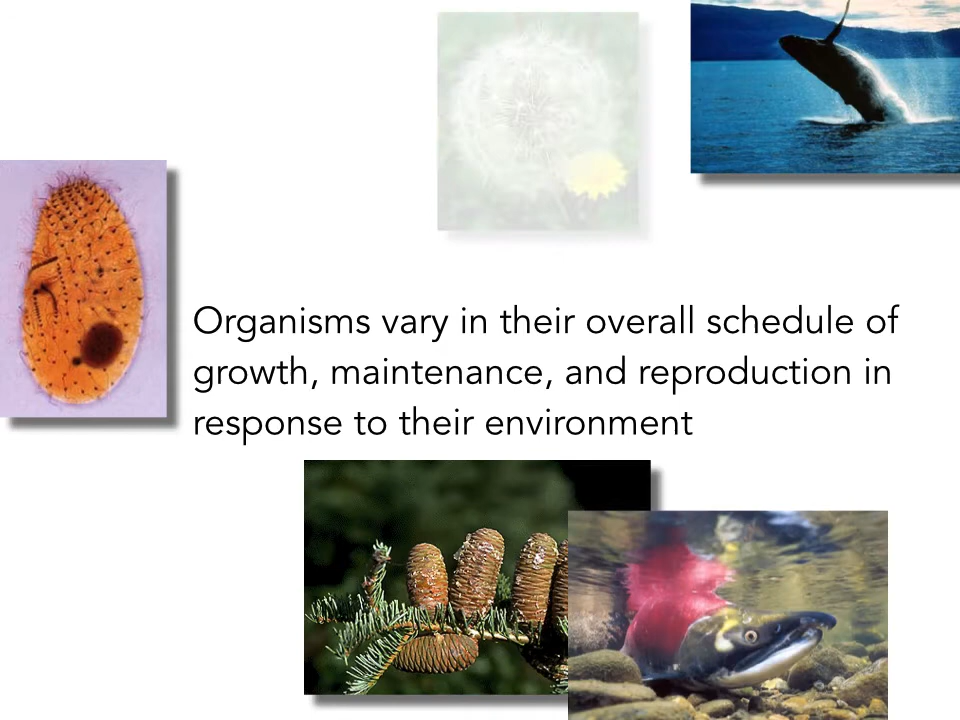 Organisms vary in their overall schedule of
growth, maintenance, and reproduction in
response to their environment